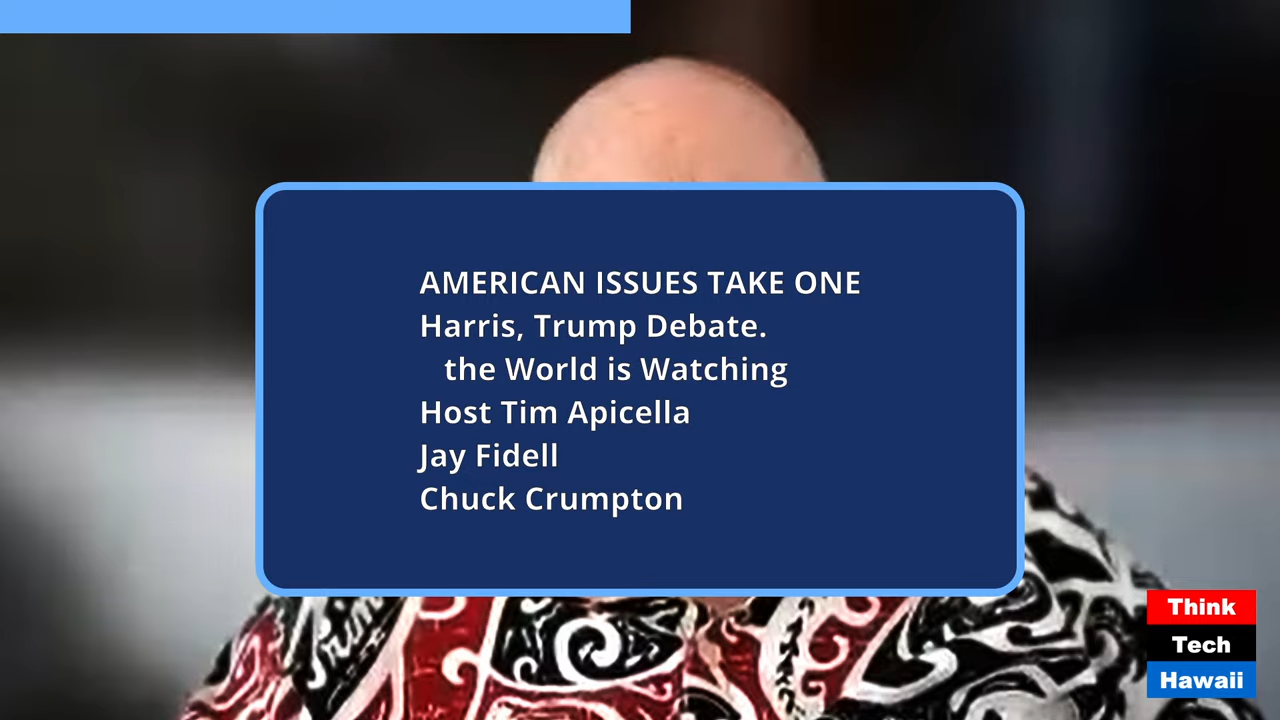 AMERICAN ISSUES TAKE ONE
Harris, Trump Debate.
the World is Watching
Host Tim Apicella
Jay Fidell
Chuck Crumpton
Think
Tech
Hawaii